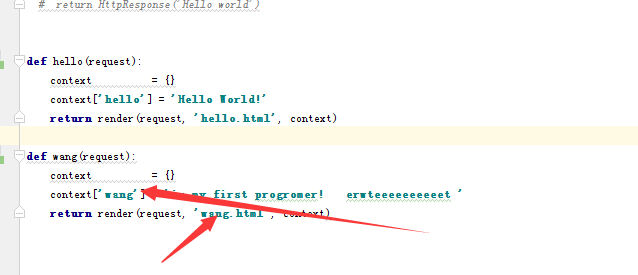 # return HttpResponse("Hello world")
def hello(request):
context = {}
context['hello'] = 'Hello World!'
return render(request, 'hello.html', context)
def wang(request):
context = {}
context['wang'] my first progromer! erwteeeeeeeeeet '
return render(request, 'wang.html', context)